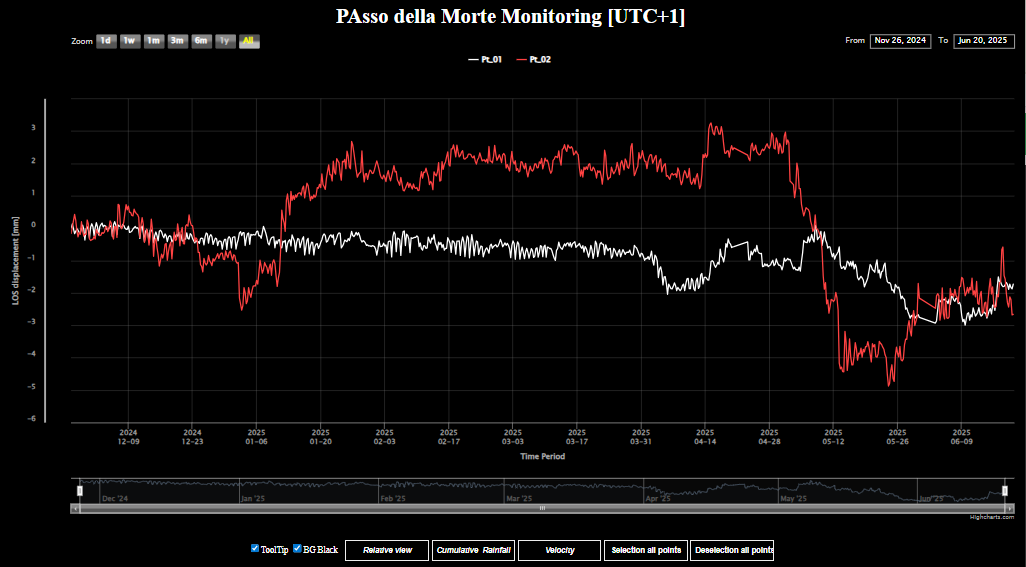 PAsso della Morte Monitoring [UTC+1]
Zoom 1d 1w 1m 3m 6m 1y All From Nov 26, 2024 To Jun 20, 2025
Pt_01 Pt_02
LOS displacement [mm]
3
2
1
0
-1
-2
-3
-4
-5
-6
2024 2024 2025 2025 2025 2025 2025 2025 2025 2025 2025 2025 2025 2025
12-09 12-23 01-06 01-20 02-03 02-17 03-03 03-17 03-31 04-14 04-28 05-12 05-26 06-09
Time Period
Dec '24 Jan '25 Feb '25 Mar '25 Apr '25 May '25 Jun '25
Highcharts.com
ToolTip BG Black Relative view Cumulative Rainfall Velocity Selection all points Deselection all points